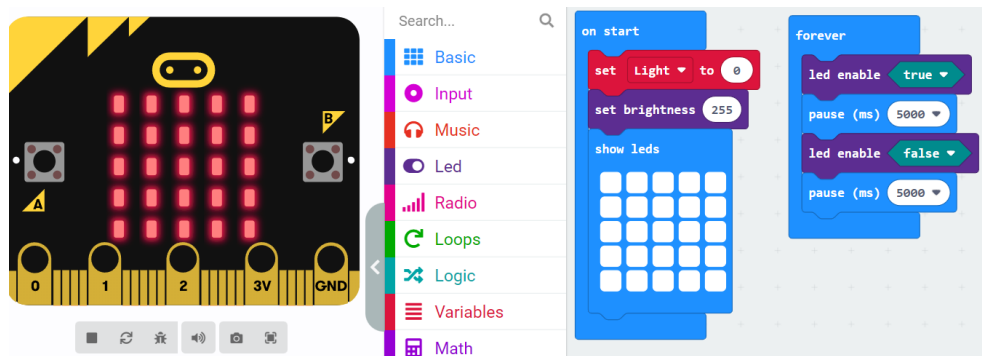 B
A
0 1 2 3V GND
Search...
Basic
Input
Music
Led
Radio
Loops
Logic
Variables
Math
on start
set Light to 0
set brightness 255
show leds
forever
led enable true
pause (ms) 5000
led enable false
pause (ms) 5000